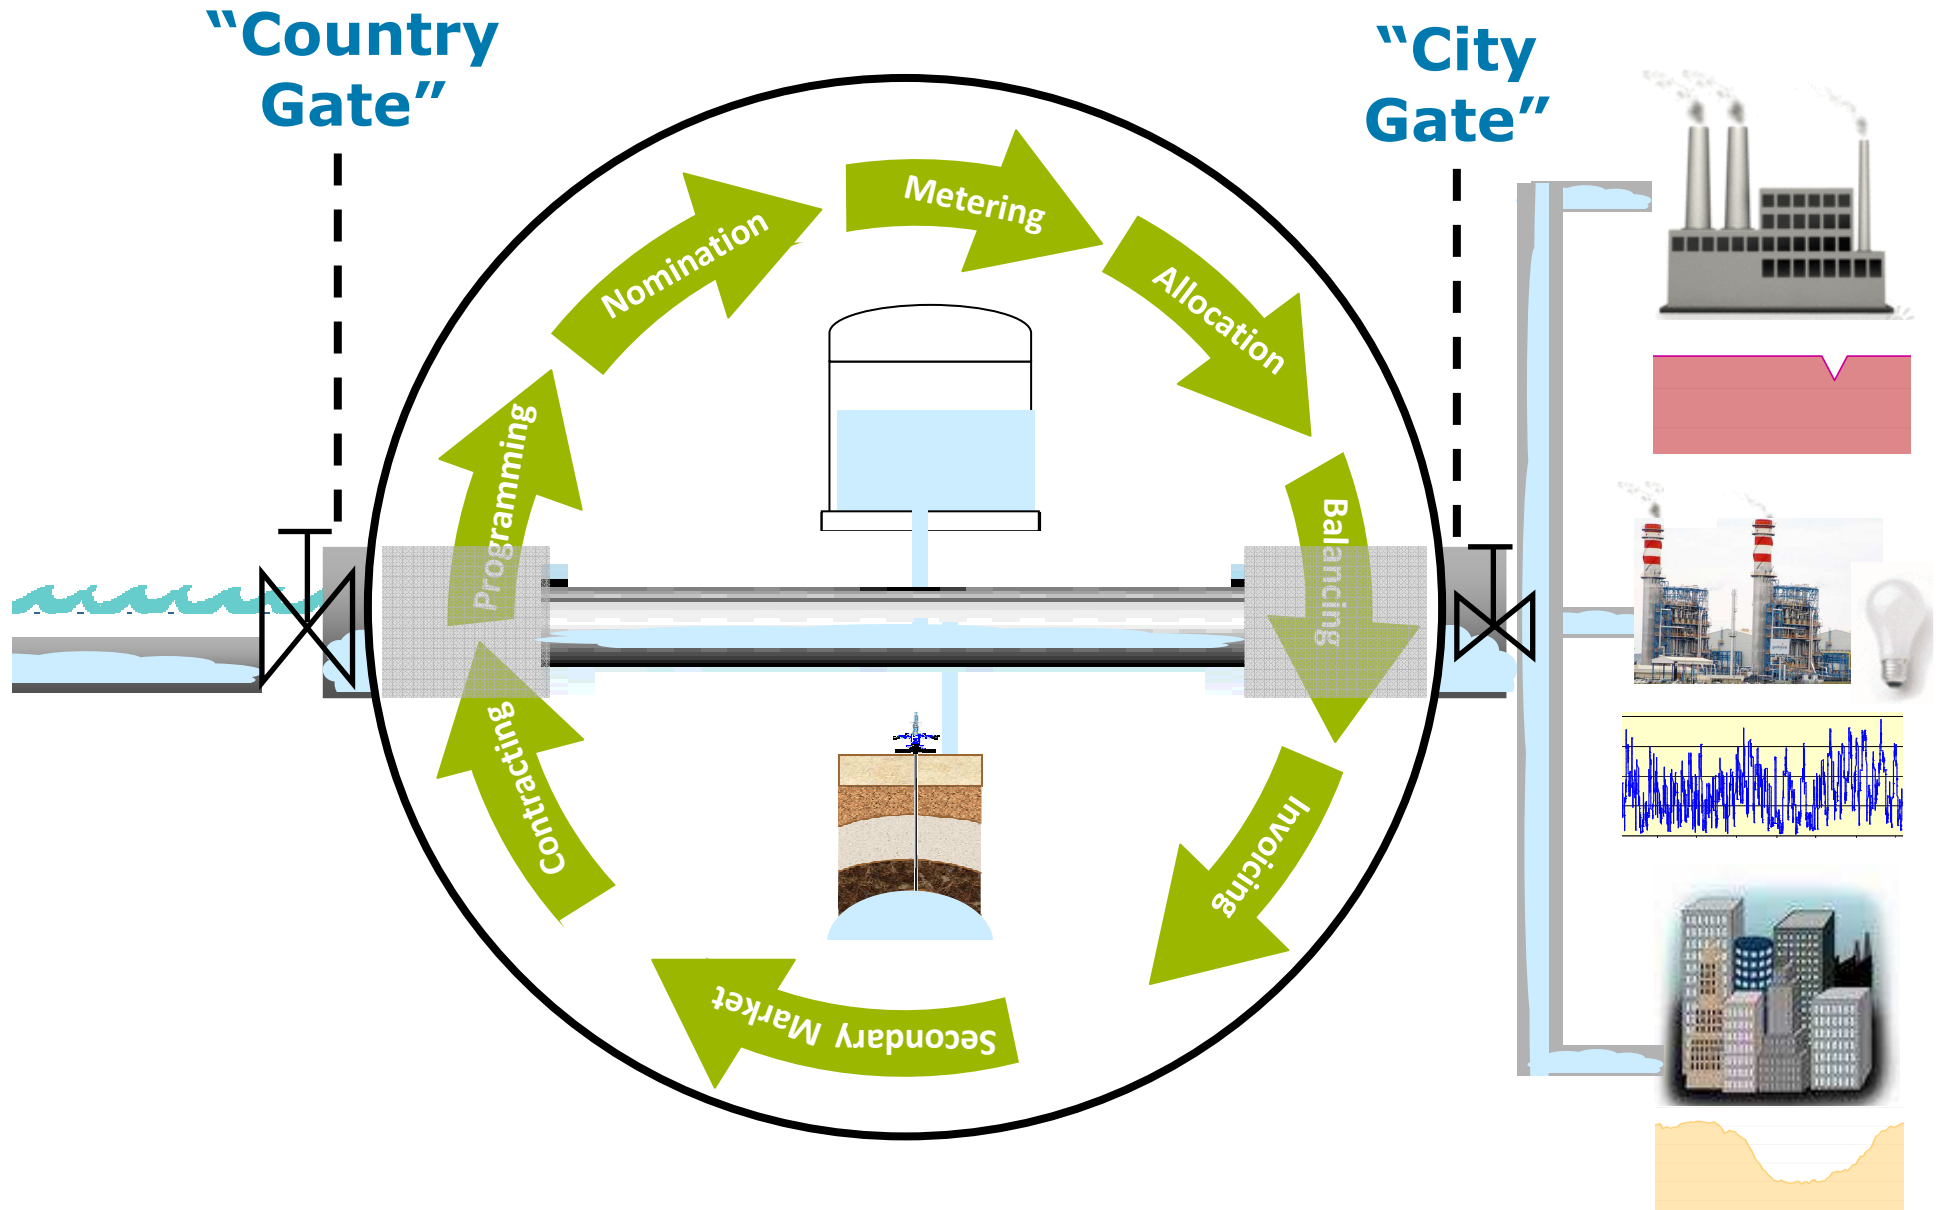 “Country
Gate”
“City
Gate”
Metering
Nomination
Allocation
Programming
Balancing
Contracting
Invoicing
Secondary Market